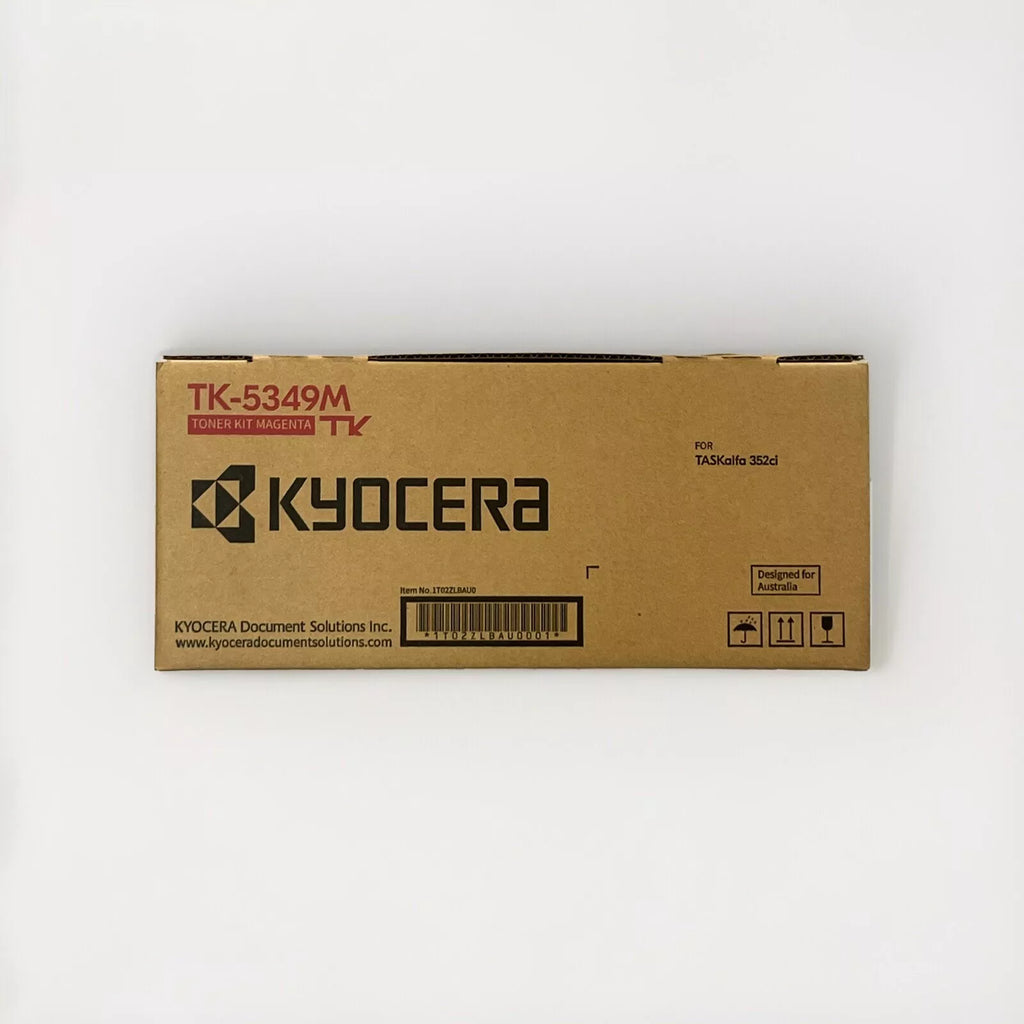 TK-5349M
TONER KIT MAGENTA TK
FOR
TASKalfa 352ci
KYOCERA
Designed for
Australia
Item No.1T02ZLBAU0
*1T02ZLBAU0001*
KYOCERA Document Solutions Inc.
www.kyoceradocumentsolutions.com